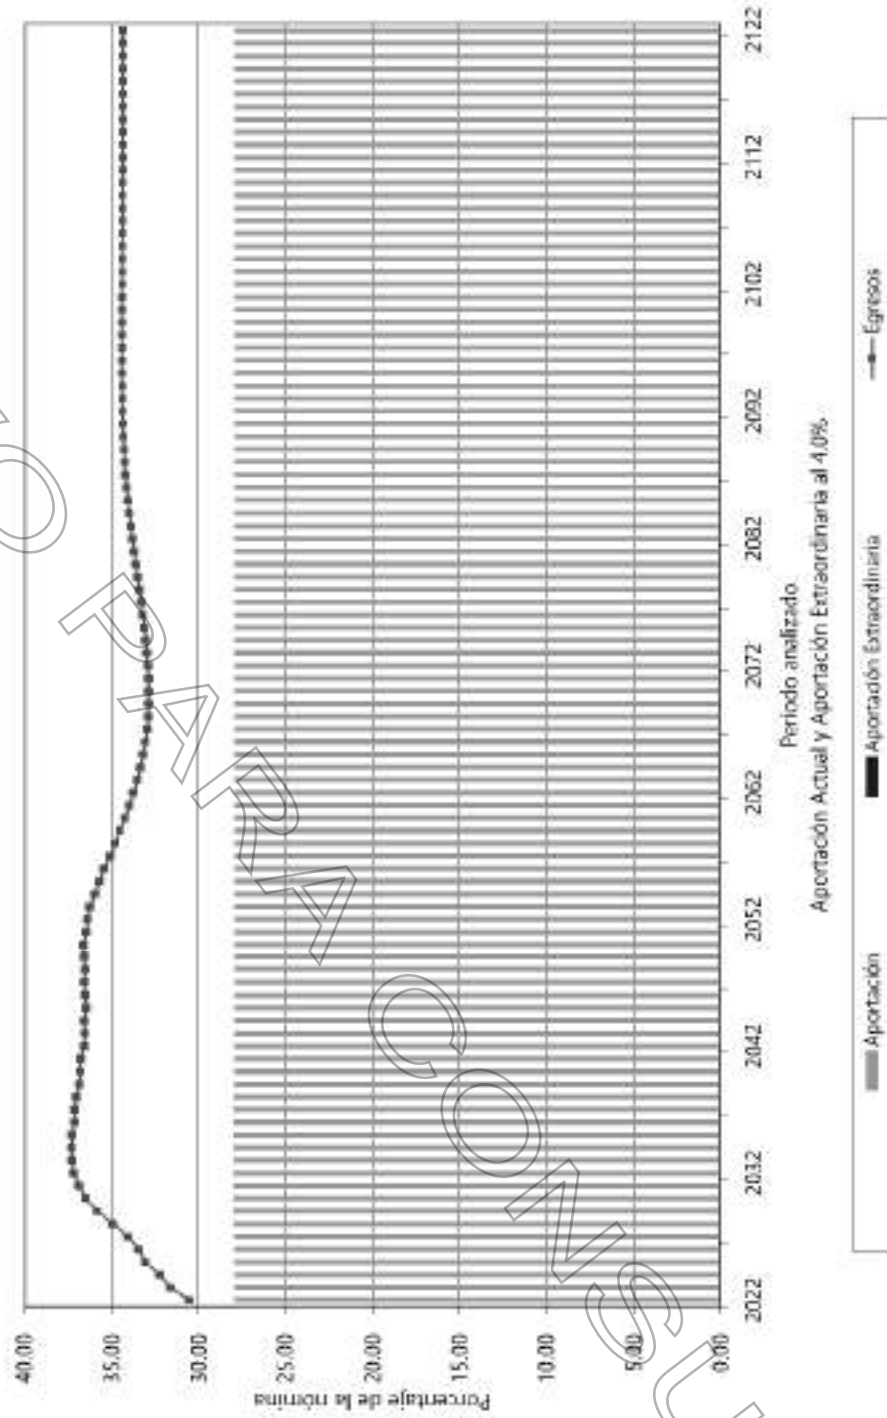 40.00
35.00
30.00
25.00
20.00
15.00
10.00
5.00
0.00
Porcentaje de la nómina
2022
2032
2042
2052
2062
2072
2082
2092
2102
2112
2122
Periodo analizado
Aportación Actual y Aportación Extraordinaria al 4.0%
Aportación
Aportación Extraordinaria
Egresos
O PARA CONSU